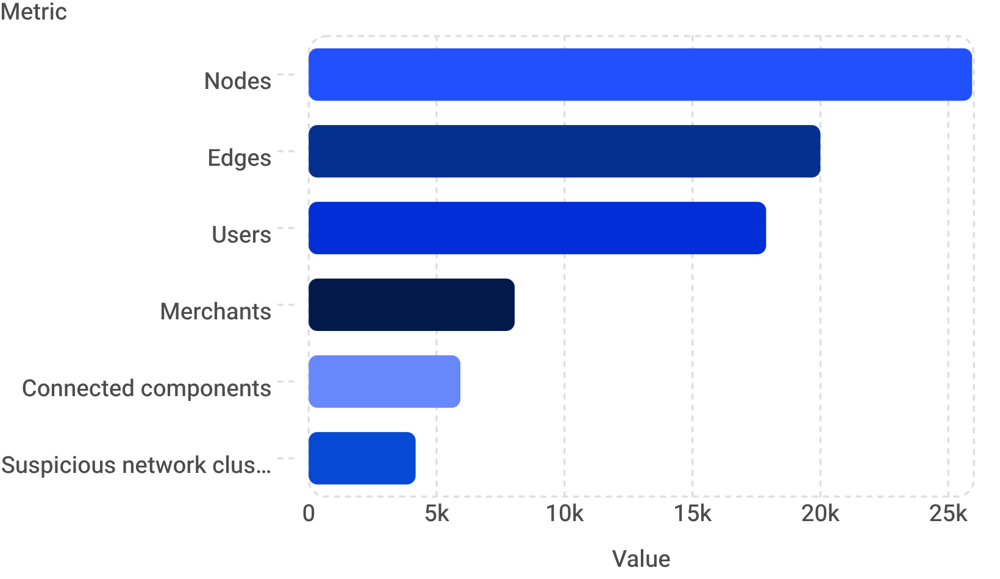 Metric
Nodes
Edges
Users
Merchants
Connected components
Suspicious network clus...
0 5k 10k 15k 20k 25k
Value